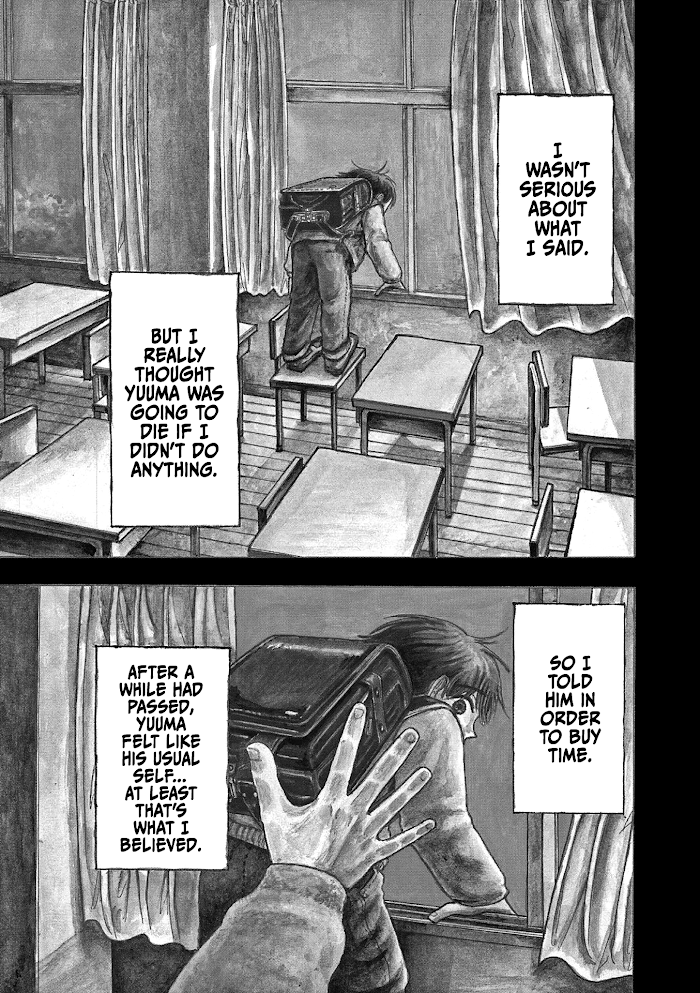 I
WASN'T
SERIOUS
ABOUT
WHAT
I SAID.
BUT I
REALLY
THOUGHT
YUUMA WAS
GOING TO
DIE IF I
DIDN'T DO
ANYTHING.
SO I
TOLD
HIM IN
ORDER
TO BUY
TIME.
AFTER A
WHILE HAD
PASSED,
YUUMA
FELT LIKE
HIS USUAL
SELF...
AT LEAST
THAT'S
WHAT I
BELIEVED.